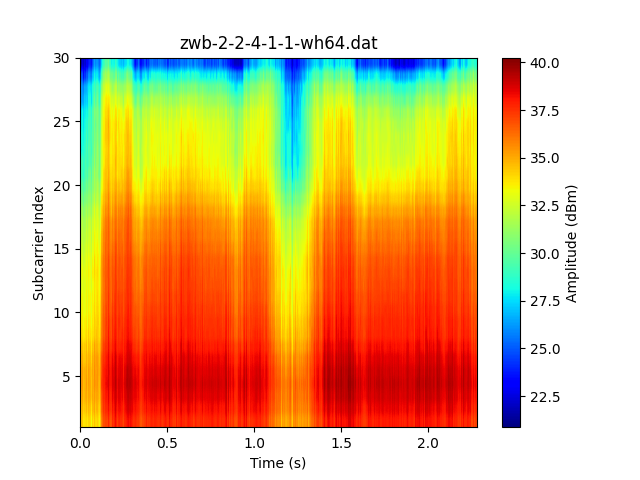 zwb-2-2-4-1-1-wh64.dat
30
25
20
15
10
5
Subcarrier Index
0.0 0.5 1.0 1.5 2.0
Time (s)
40.0
37.5
35.0
32.5
30.0
27.5
25.0
22.5
Amplitude (dBm)